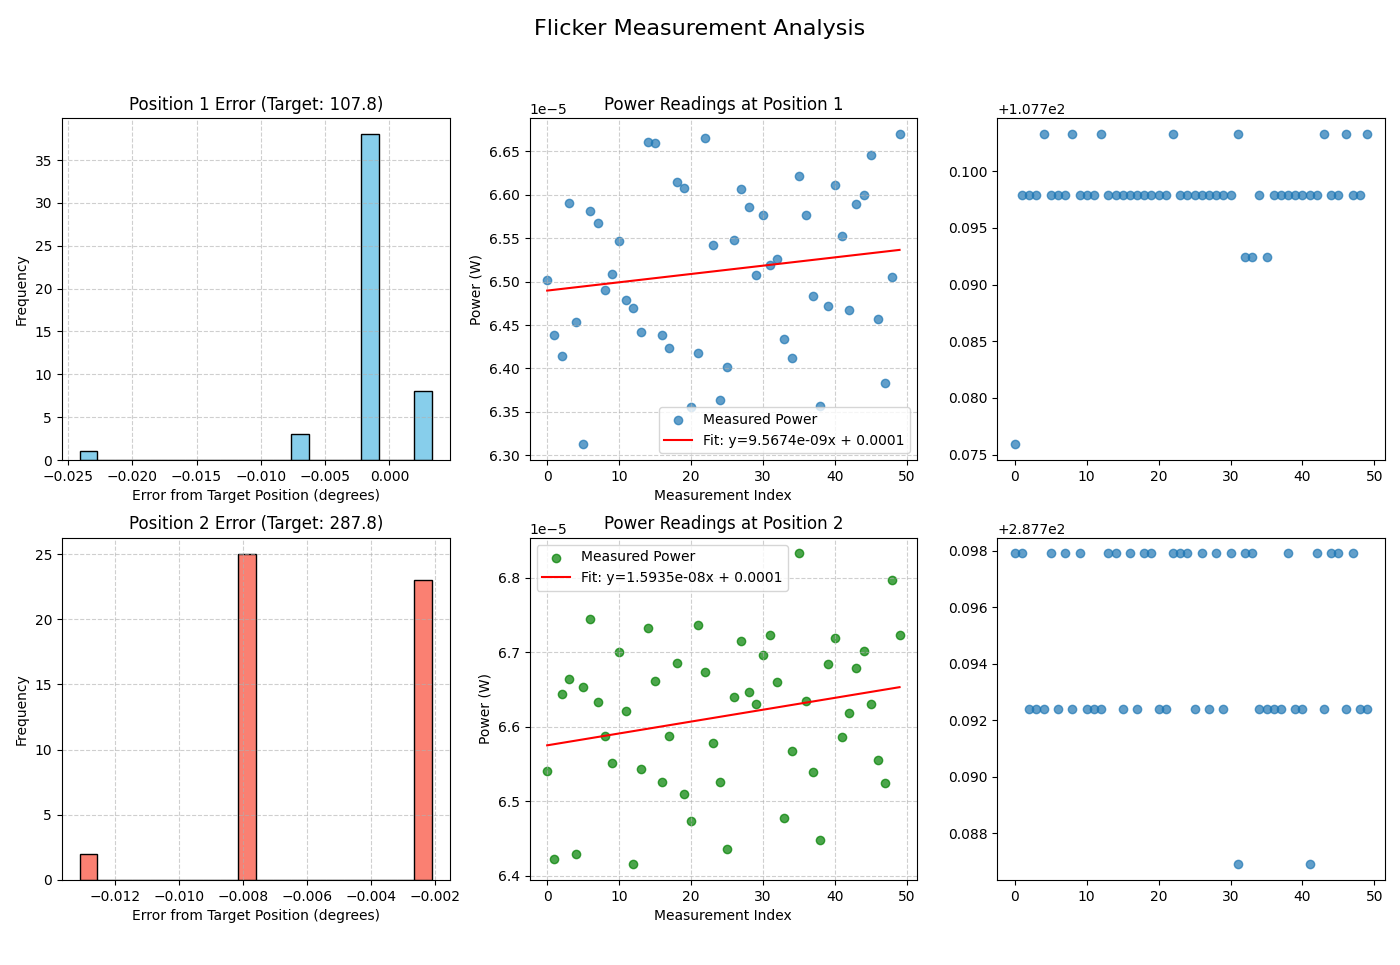 Flicker Measurement Analysis
Position 1 Error (Target: 107.8)
Frequency
35
30
25
20
15
10
5
0
−0.025 −0.020 −0.015 −0.010 −0.005 0.000
Error from Target Position (degrees)
1e−5
Power Readings at Position 1
Power (W)
6.65
6.60
6.55
6.50
6.45
6.40
6.35
6.30
Measured Power
Fit: y=9.5674e-09x + 0.0001
0 10 20 30 40 50
Measurement Index
+1.077e2
0.100
0.095
0.090
0.085
0.080
0.075
0 10 20 30 40 50
Position 2 Error (Target: 287.8)
Frequency
25
20
15
10
5
0
−0.012 −0.010 −0.008 −0.006 −0.004 −0.002
Error from Target Position (degrees)
1e−5
Power Readings at Position 2
Power (W)
Measured Power
Fit: y=1.5935e-08x + 0.0001
6.8
6.7
6.6
6.5
6.4
0 10 20 30 40 50
Measurement Index
+2.877e2
0.098
0.096
0.094
0.092
0.090
0.088
0 10 20 30 40 50